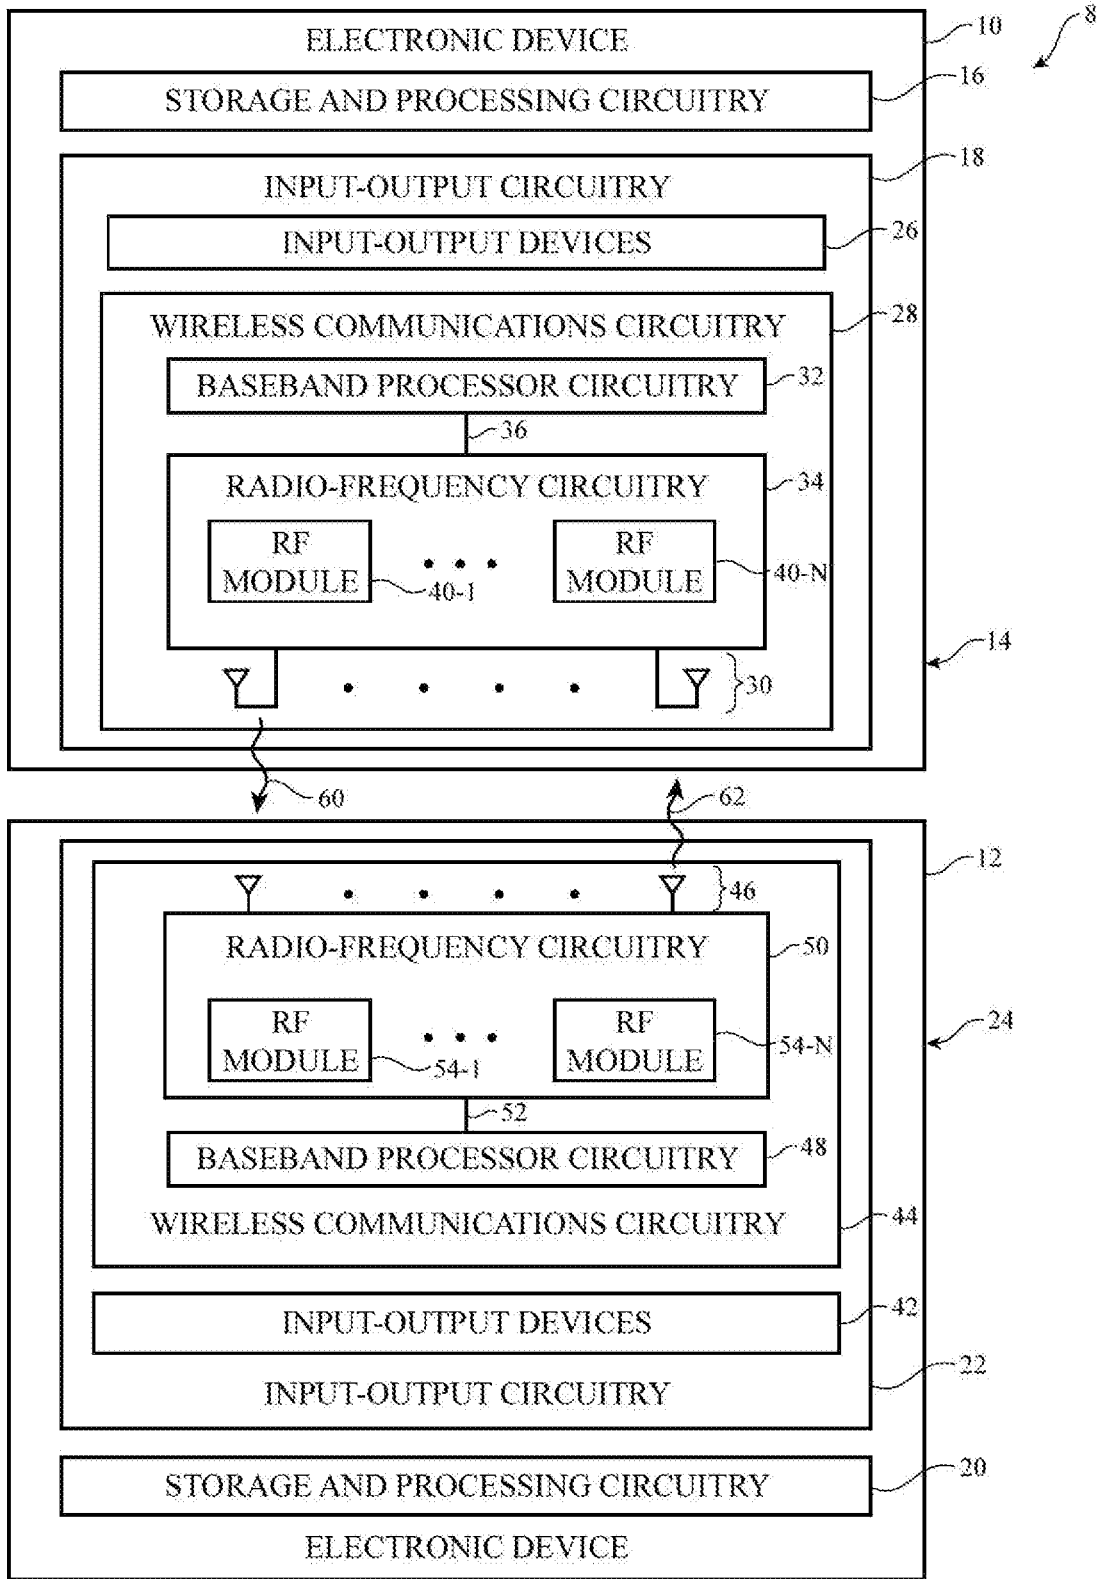 8
ELECTRONIC DEVICE
10
STORAGE AND PROCESSING CIRCUITRY
16
INPUT-OUTPUT CIRCUITRY
18
INPUT-OUTPUT DEVICES
26
WIRELESS COMMUNICATIONS CIRCUITRY
28
BASEBAND PROCESSOR CIRCUITRY
32
36
RADIO-FREQUENCY CIRCUITRY
34
RF
MODULE
40-1
RF
MODULE
40-N
14
30
60
62
12
46
RADIO-FREQUENCY CIRCUITRY
50
RF
MODULE
54-1
RF
MODULE
54-N
24
52
BASEBAND PROCESSOR CIRCUITRY
48
WIRELESS COMMUNICATIONS CIRCUITRY
44
INPUT-OUTPUT DEVICES
42
INPUT-OUTPUT CIRCUITRY
22
STORAGE AND PROCESSING CIRCUITRY
20
ELECTRONIC DEVICE